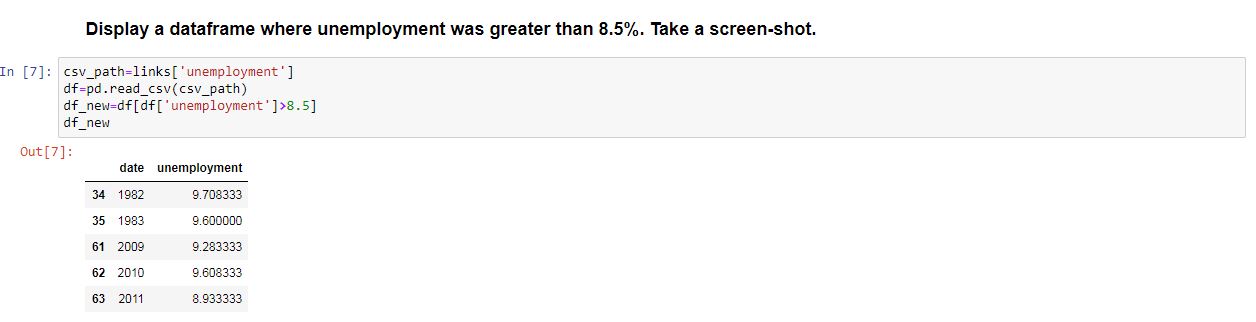 Display a dataframe where unemployment was greater than 8.5%. Take a screen-shot.
In [7]: csv_path=links['unemployment']
df=pd.read_csv(csv_path)
df_new=df[df['unemployment']>8.5]
df_new
Out[7]:
date unemployment
34 1982 9.708333
35 1983 9.600000
61 2009 9.283333
62 2010 9.608333
63 2011 8.933333